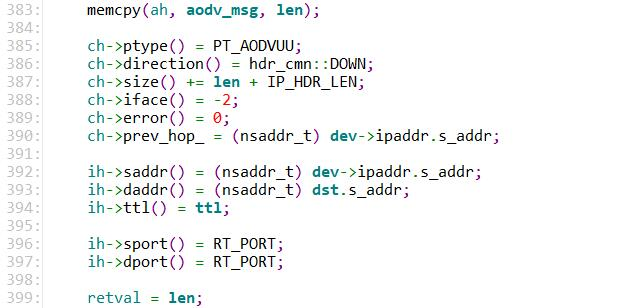 383:     memcpy(ah, aodv_msg, len);
384:
385:     ch->ptype() = PT_AODVUU;
386:     ch->direction() = hdr_cmn::DOWN;
387:     ch->size() += len + IP_HDR_LEN;
388:     ch->iface() = -2;
389:     ch->error() = 0;
390:     ch->prev_hop_ = (nsaddr_t) dev->ipaddr.s_addr;
391:
392:     ih->saddr() = (nsaddr_t) dev->ipaddr.s_addr;
393:     ih->daddr() = (nsaddr_t) dst.s_addr;
394:     ih->ttl() = ttl;
395:
396:     ih->sport() = RT_PORT;
397:     ih->dport() = RT_PORT;
398:
399:     retval = len;